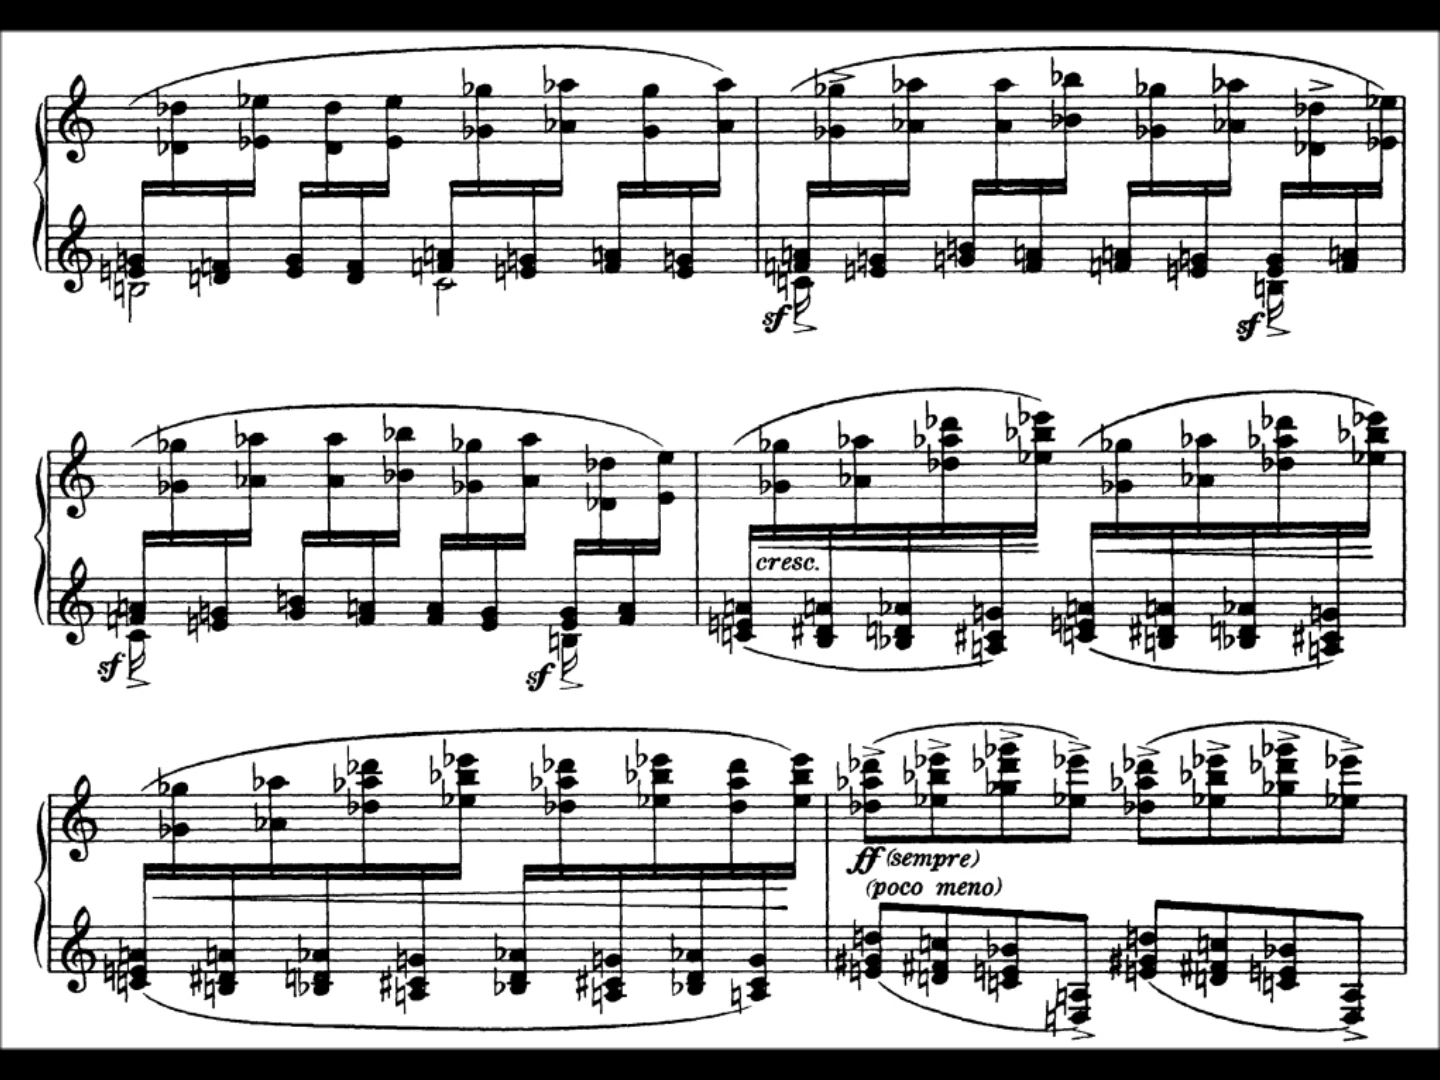 sf
sf
sf
sf
cresc.
ff (sempre)
(poco meno)